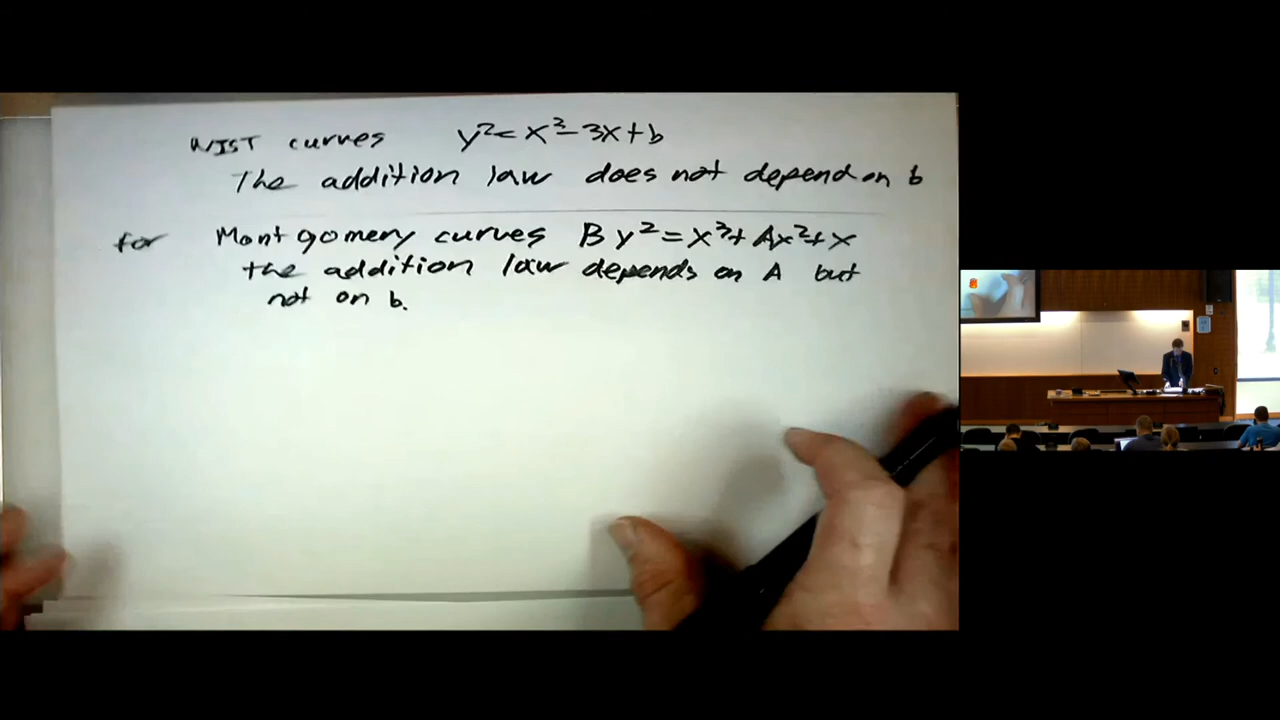 NIST curves y² = x³ - 3x + b
The addition law does not depend on b
for Montgomery curves By² = x³ + Ax² + x
the addition law depends on A but
not on b.